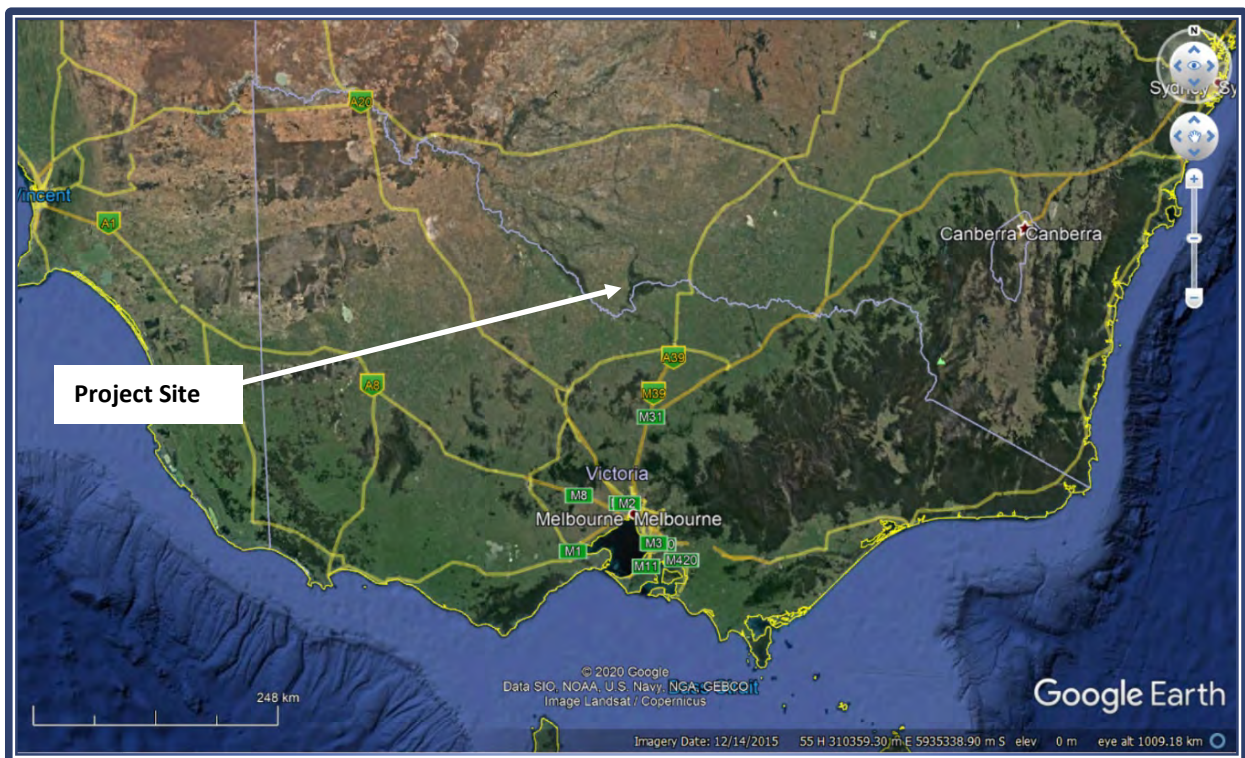 N
Sydney Sy
A20
Vincent
A1
Canberra Canberra
Project Site
A39
A8
M39
M31
Victoria
M8
M2
Melbourne Melbourne
M1
M3
0
M11
M420
© 2020 Google
Data SIO, NOAA, U.S. Navy, NGA, GEBCO
Image Landsat / Copernicus
248 km
Google Earth
Imagery Date: 12/14/2015 55 H 310359.30 m E 5935338.90 m S elev 0 m eye alt 1009.18 km